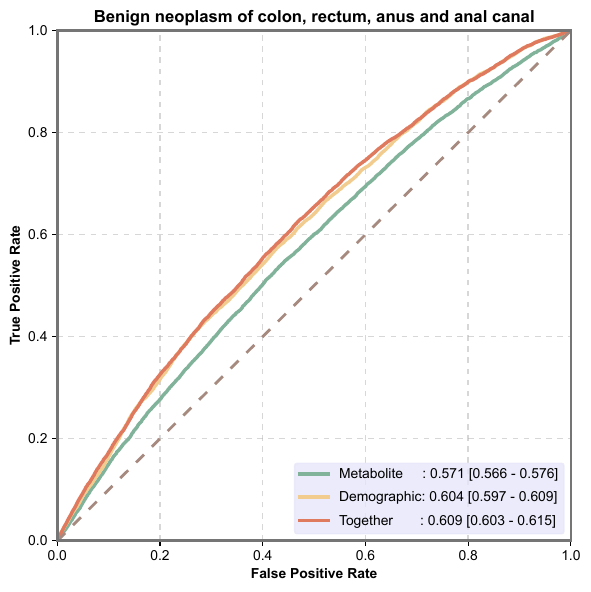 Benign neoplasm of colon, rectum, anus and anal canal
1.0
0.8
0.6
0.4
0.2
0.0
True Positive Rate
Metabolite : 0.571 [0.566 - 0.576]
Demographic: 0.604 [0.597 - 0.609]
Together : 0.609 [0.603 - 0.615]
0.0 0.2 0.4 0.6 0.8 1.0
False Positive Rate